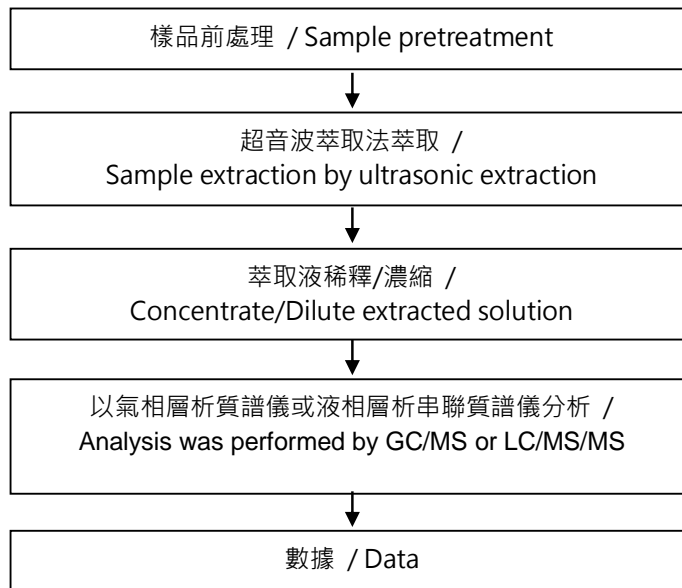 樣品前處理 / Sample pretreatment
超音波萃取法萃取 /
Sample extraction by ultrasonic extraction
萃取液稀釋/濃縮 /
Concentrate/Dilute extracted solution
以氣相層析質譜儀或液相層析串聯質譜儀分析 /
Analysis was performed by GC/MS or LC/MS/MS
數據 / Data